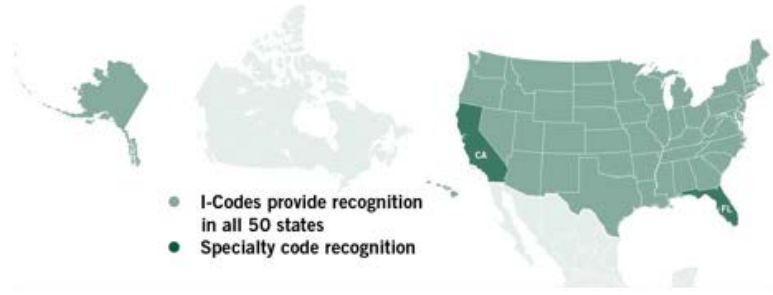 CA
FL
I-Codes provide recognition
in all 50 states
Specialty code recognition